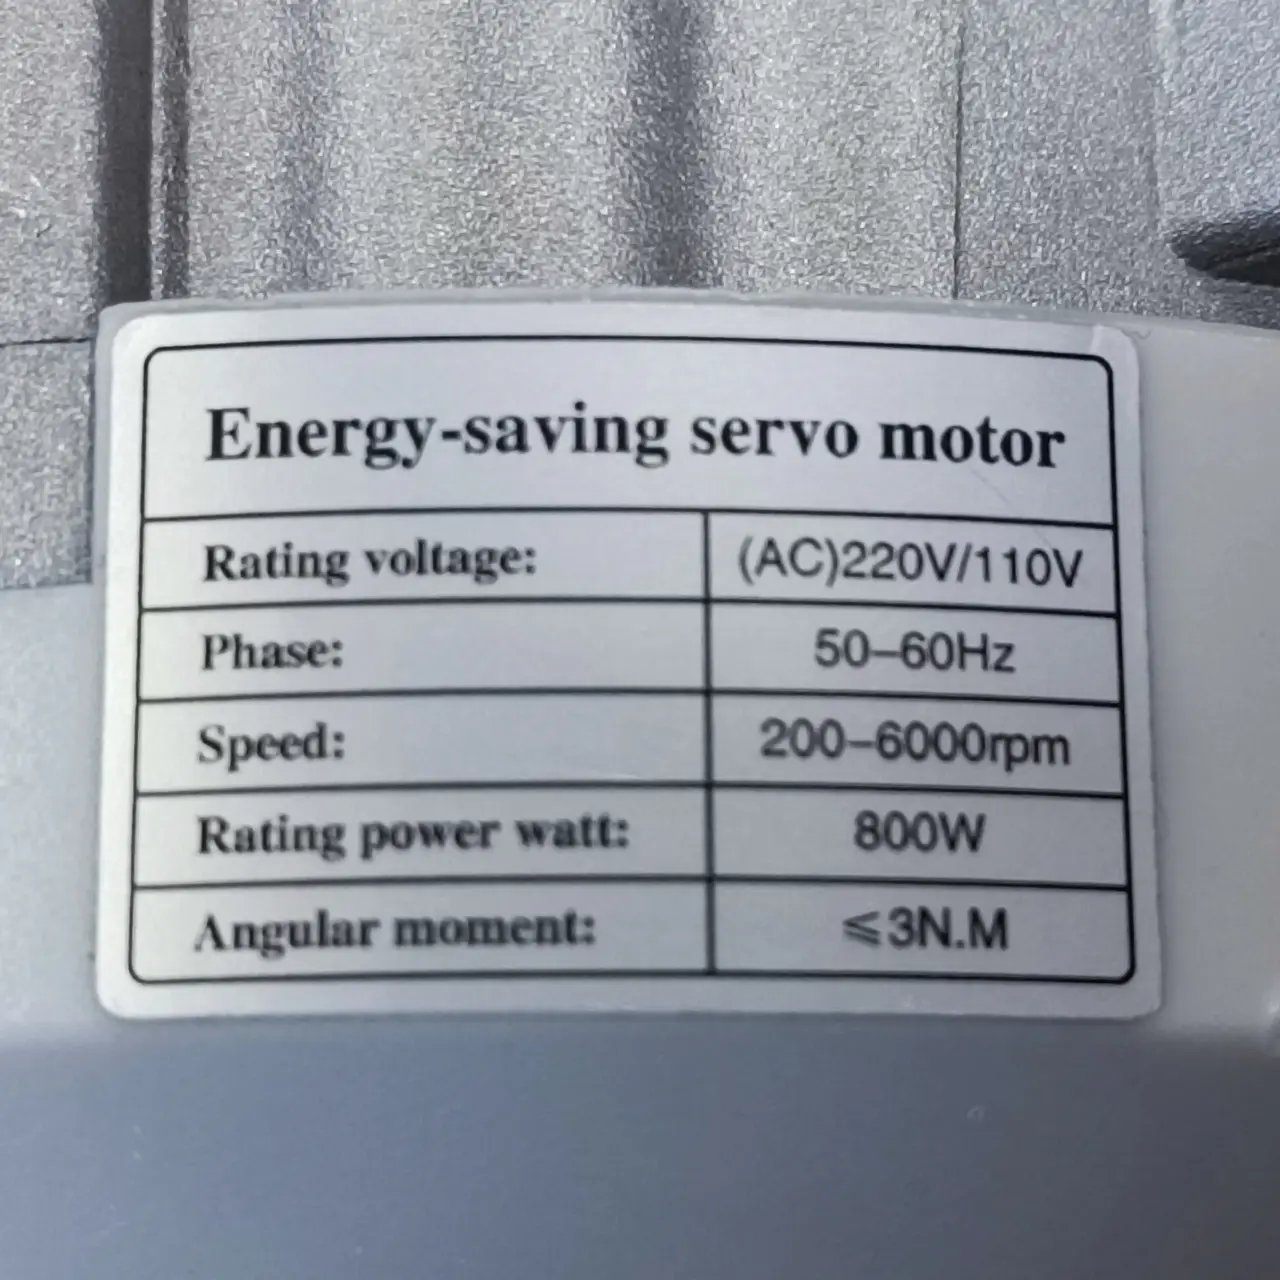 Energy-saving servo motor
Rating voltage: (AC)220V/110V
Phase: 50–60Hz
Speed: 200–6000rpm
Rating power watt: 800W
Angular moment: ⩽3N.M